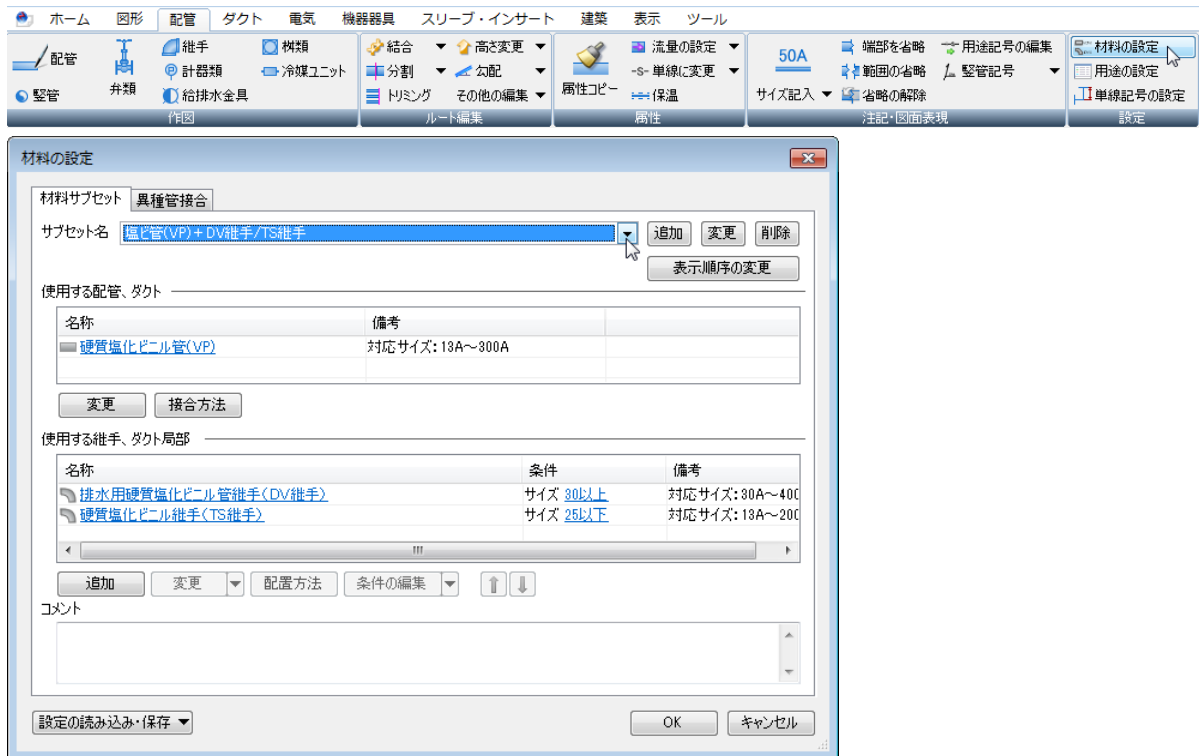 ホーム 図形 配管 ダクト 電気 機器器具 スリーブ・インサート 建築 表示 ツール
配管 継手 桝類 結合 高さ変更 流量の設定 50A 端部を省略 用途記号の編集 材料の設定
弁類 計器類 冷媒ユニット 分割 勾配 属性コピー -S- 単線に変更 範囲の省略 竪管記号 用途の設定
竪管 給排水金具 トリミング その他の編集 保温 サイズ記入 省略の解除 単線記号の設定
作図 ルート編集 属性 注記・図面表現 設定
材料の設定
材料サブセット 異種管接合
サブセット名 塩ビ管(VP)+DV継手/TS継手 追加 変更 削除
表示順序の変更
使用する配管、ダクト
名称 備考
硬質塩化ビニル管(VP) 対応サイズ:13A～300A
変更 接合方法
使用する継手、ダクト局部
名称 条件 備考
排水用硬質塩化ビニル管継手(DV継手) サイズ 30以上 対応サイズ:30A～400
硬質塩化ビニル継手(TS継手) サイズ 25以下 対応サイズ:13A～200
追加 変更 配置方法 条件の編集
コメント
設定の読み込み・保存 OK キャンセル